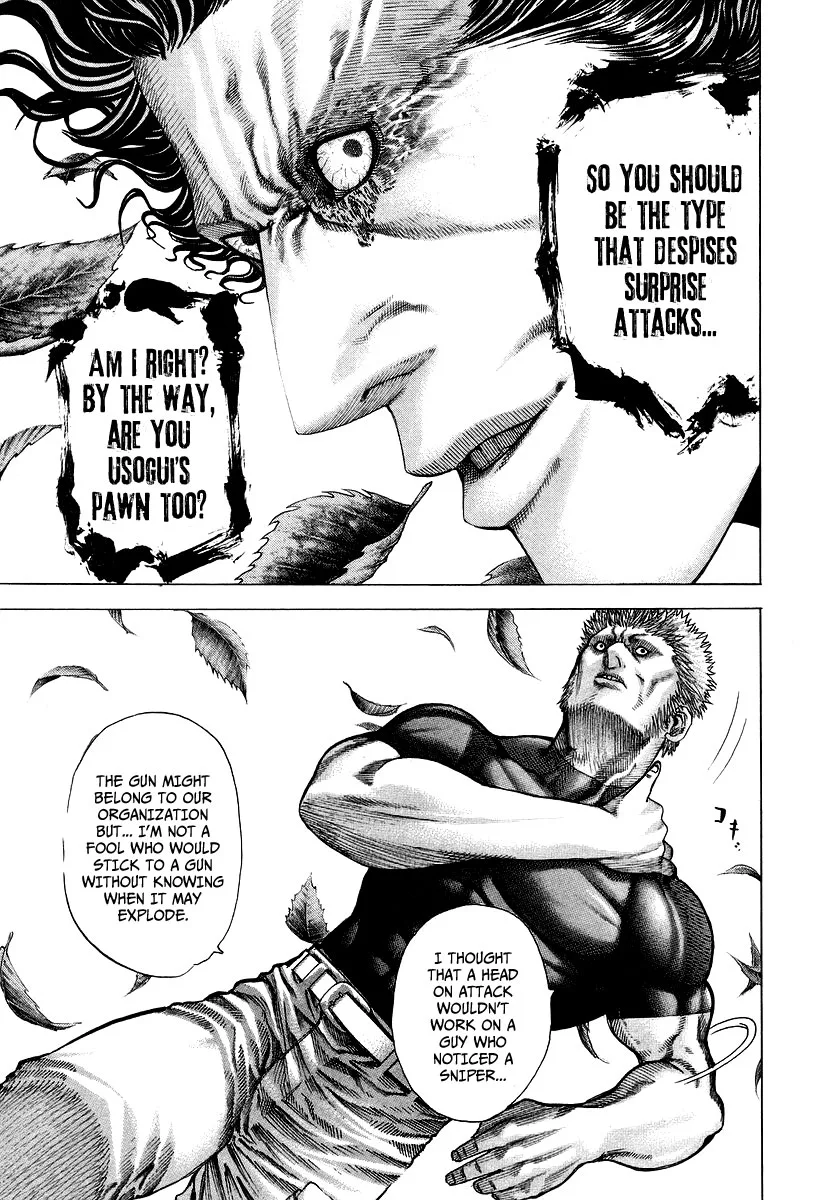 SO YOU SHOULD
BE THE TYPE
THAT DESPISES
SURPRISE
ATTACKS...
AM I RIGHT?
BY THE WAY,
ARE YOU
USOGUI'S
PAWN TOO?
I THOUGHT
THAT A HEAD
ON ATTACK
WOULDN'T
WORK ON A
GUY WHO
NOTICED A
SNIPER...
THE GUN MIGHT
BELONG TO OUR
ORGANIZATION
BUT... I'M NOT A
FOOL WHO WOULD
STICK TO A GUN
WITHOUT KNOWING
WHEN IT MAY
EXPLODE.
コキ